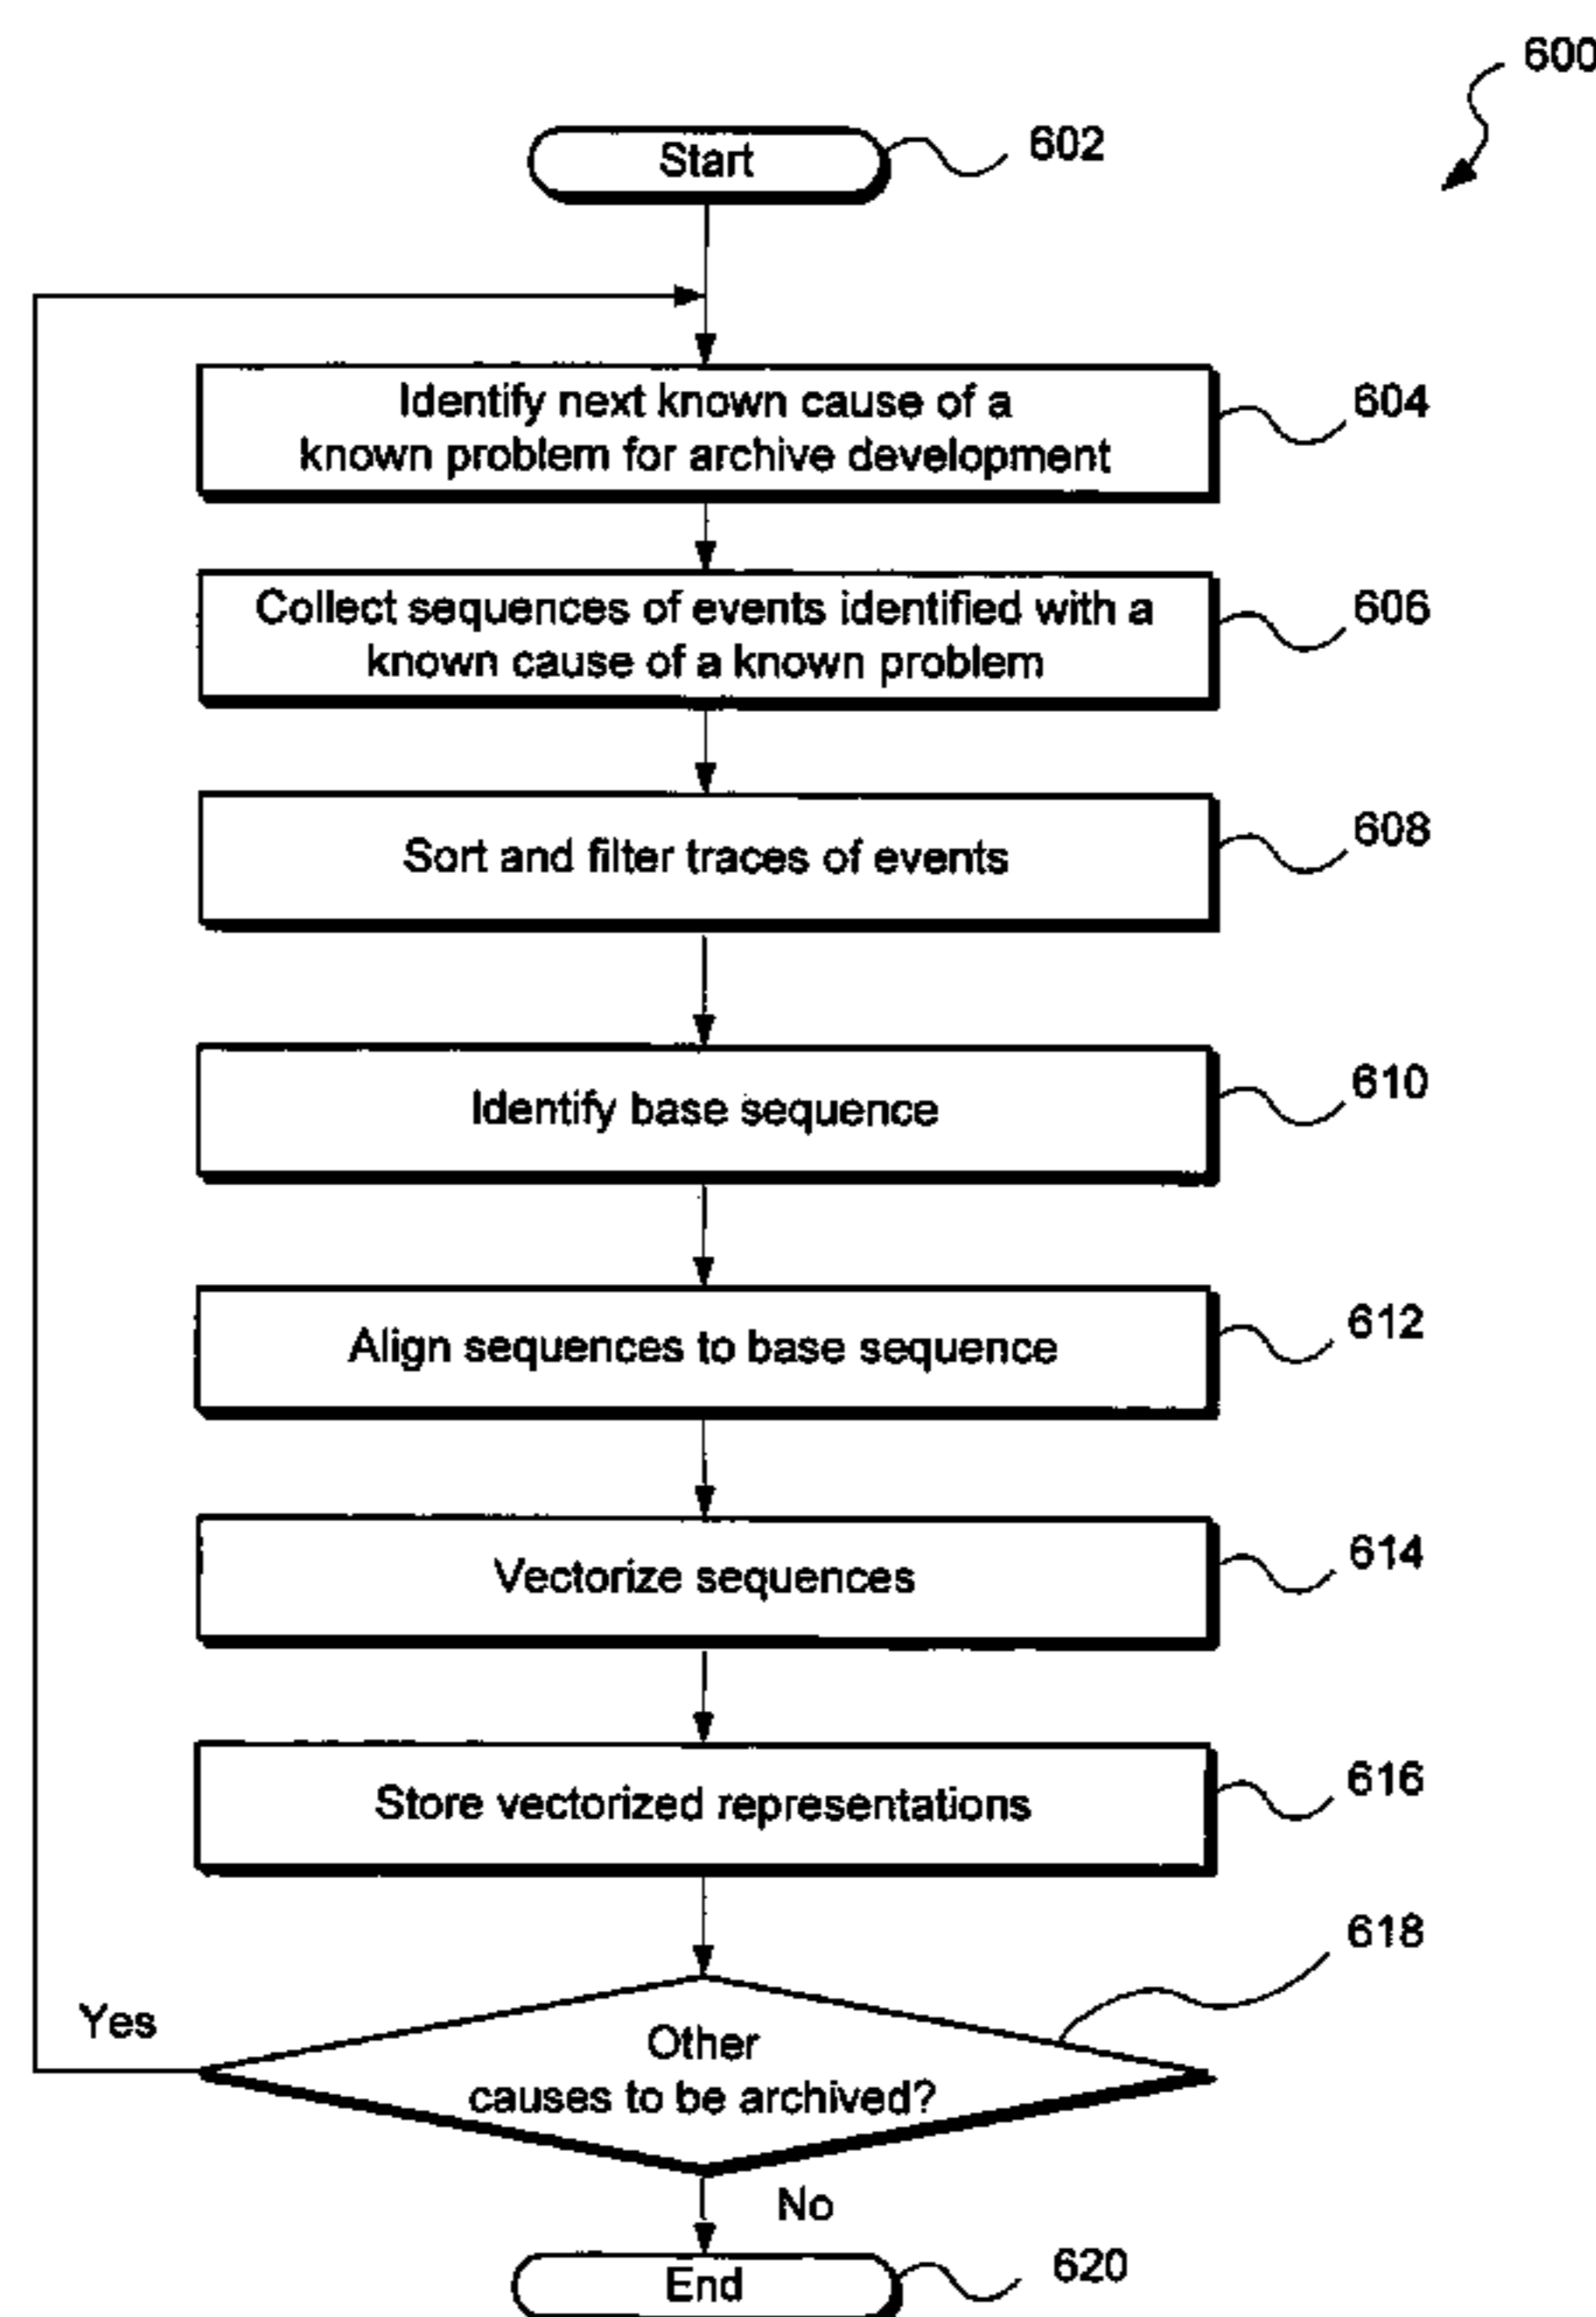 600
Start
602
Identify next known cause of a
known problem for archive development
604
Collect sequences of events identified with a
known cause of a known problem
606
Sort and filter traces of events
608
Identify base sequence
610
Align sequences to base sequence
612
Vectorize sequences
614
Store vectorized representations
616
618
Yes
Other
causes to be archived?
No
End
620